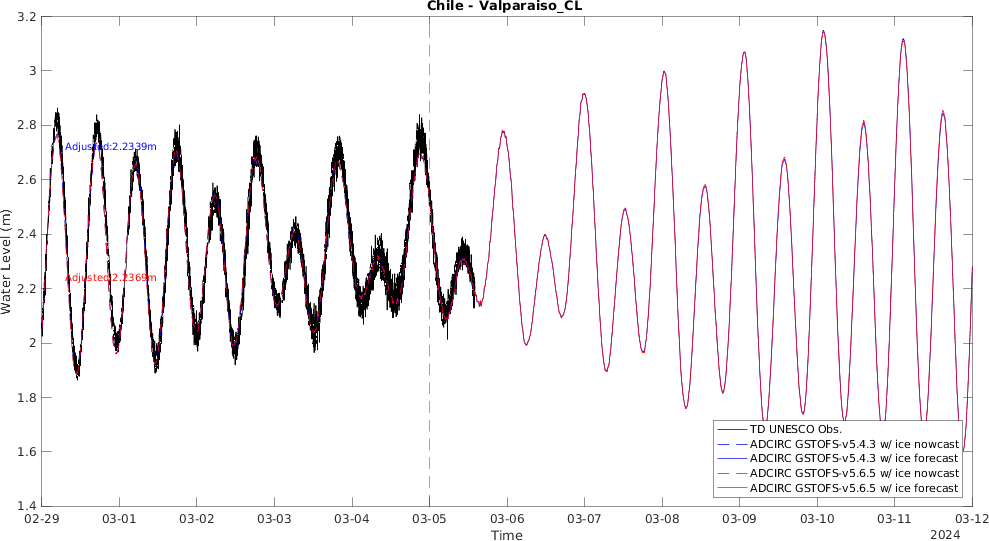 Chile - Valparaiso_CL
3.2
3
2.8
2.6
2.4
2.2
2
1.8
1.6
1.4
Water Level (m)
Adjusted:2.2339m
Adjusted:2.2369m
TD UNESCO Obs.
ADCIRC GSTOFS-v5.4.3 w/ ice nowcast
ADCIRC GSTOFS-v5.4.3 w/ ice forecast
ADCIRC GSTOFS-v5.6.5 w/ ice nowcast
ADCIRC GSTOFS-v5.6.5 w/ ice forecast
02-29 03-01 03-02 03-03 03-04 03-05 03-06 03-07 03-08 03-09 03-10 03-11 03-12
Time
2024